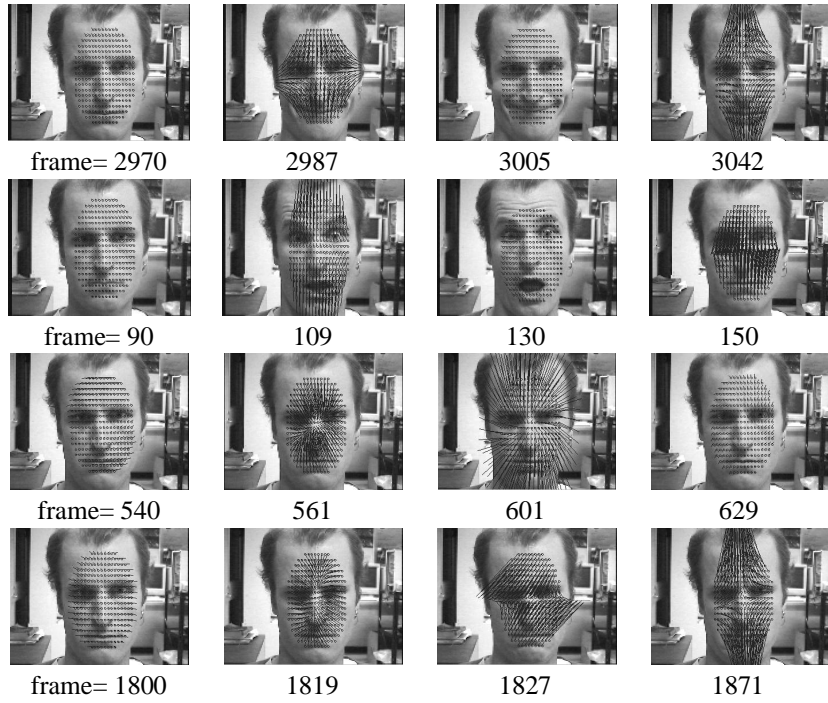 frame= 2970 2987 3005 3042
frame= 90 109 130 150
frame= 540 561 601 629
frame= 1800 1819 1827 1871